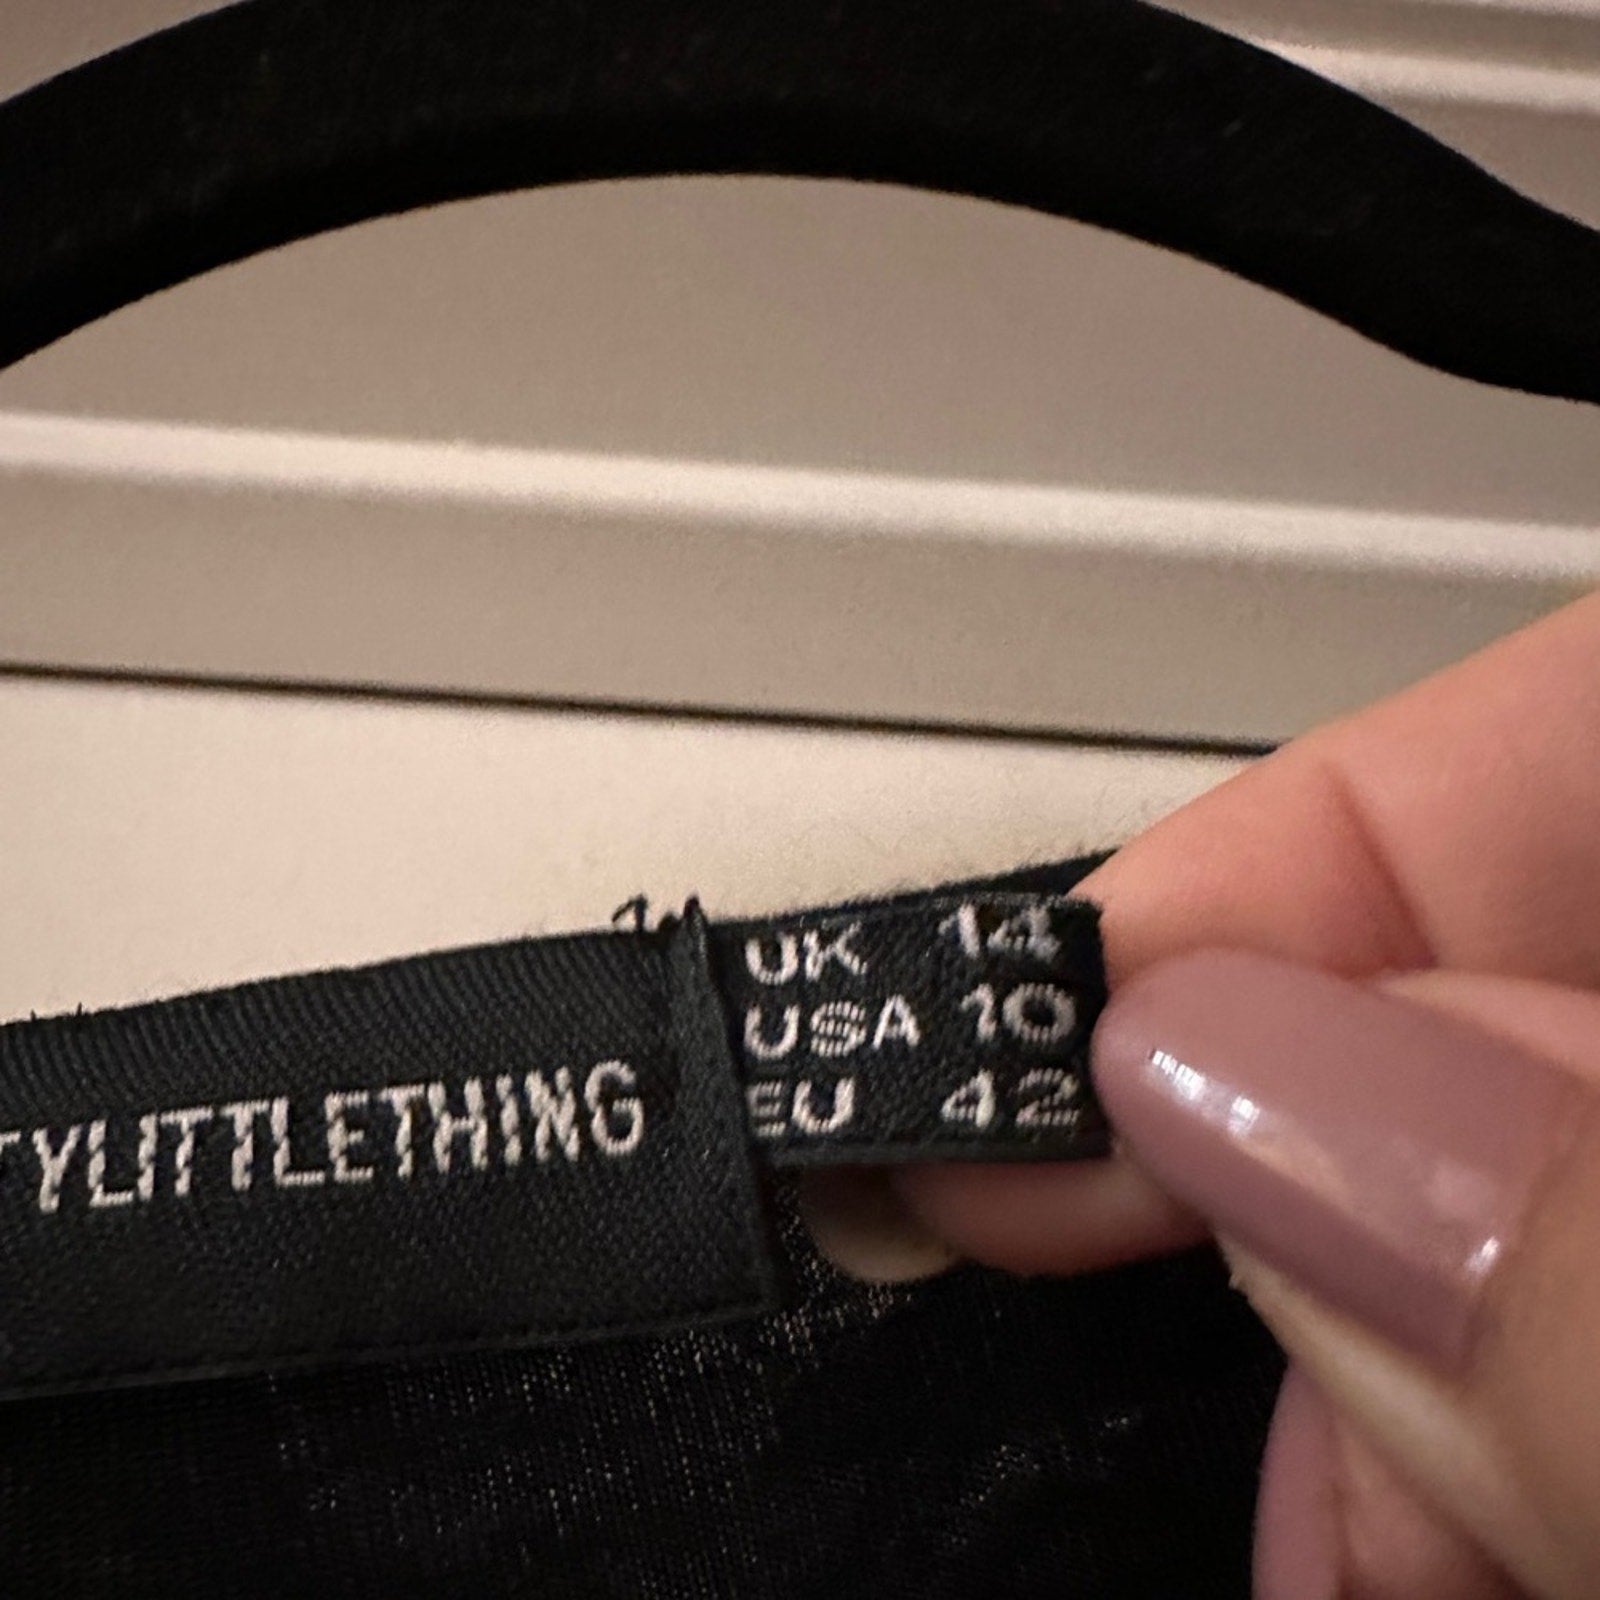 TYLITTLETHING
UK 14
USA 10
EU 42